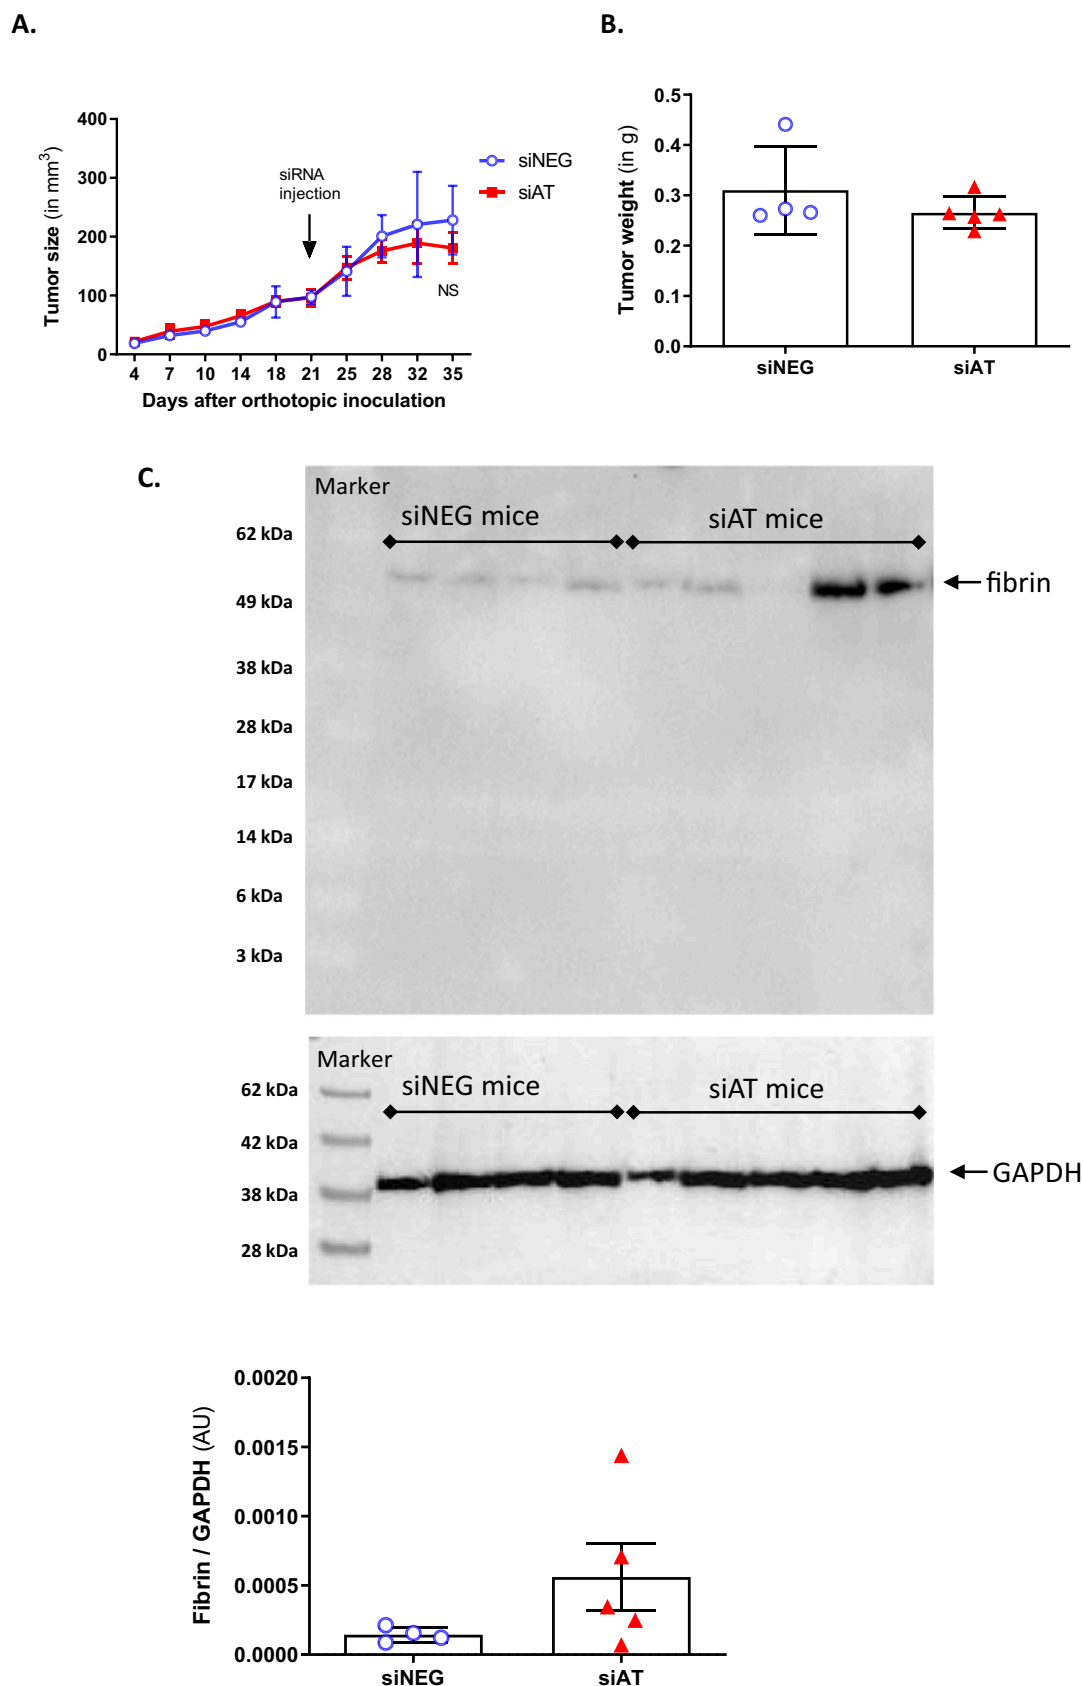 A.
Tumor size (in mm³)
400
300
200
100
0
siRNA
injection
siNEG
siAT
NS
4 7 10 14 18 21 25 28 32 35
Days after orthotopic inoculation
B.
Tumor weight (in g)
0.5
0.4
0.3
0.2
0.1
0.0
siNEG siAT
C.
Marker
siNEG mice siAT mice
62 kDa
49 kDa
38 kDa
28 kDa
17 kDa
14 kDa
6 kDa
3 kDa
fibrin
Marker
siNEG mice siAT mice
62 kDa
42 kDa
38 kDa
28 kDa
GAPDH
Fibrin / GAPDH (AU)
0.0020
0.0015
0.0010
0.0005
0.0000
siNEG siAT